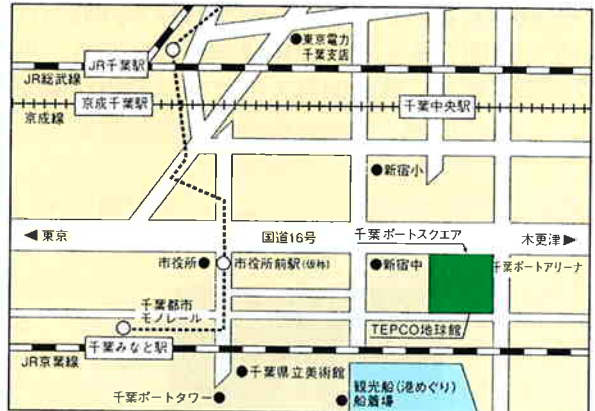 東京電力
千葉支店
JR千葉駅
JR総武線
京成千葉駅
千葉中央駅
京成線
新宿小
千葉ポートスクエア
◀東京
国道16号
木更津▶
市役所
市役所前駅(仮称)
新宿中
千葉ポートアリーナ
千葉都市
モノレール
TEPCO地球館
千葉みなと駅
JR京葉線
千葉県立美術館
観光船(港めぐり)
船着場
千葉ポートタワー